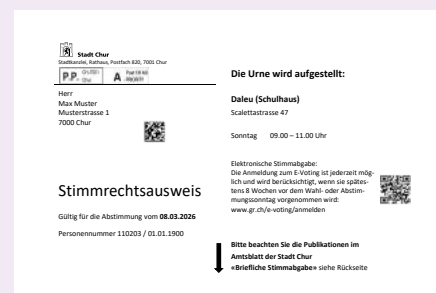 Stadt Chur
Stadtkanzlei, Rathaus, Postfach 820, 7001 Chur
P.P. A
Herr
Max Muster
Musterstrasse 1
7000 Chur
Stimmrechtsausweis
Gültig für die Abstimmung vom 08.03.2026
Personennummer 110203 / 01.01.1900
Die Urne wird aufgestellt:
Daleu (Schulhaus)
Scalettastrasse 47
Sonntag 09.00 – 11.00 Uhr
Elektronische Stimmabgabe:
Die Anmeldung zum E-Voting ist jederzeit mög-
lich und wird berücksichtigt, wenn sie spätes-
tens 8 Wochen vor dem Wahl- oder Abstim-
mungssonntag vorgenommen wird:
www.gr.ch/e-voting/anmelden
Bitte beachten Sie die Publikationen im
Amtsblatt der Stadt Chur
«Briefliche Stimmabgabe» siehe Rückseite